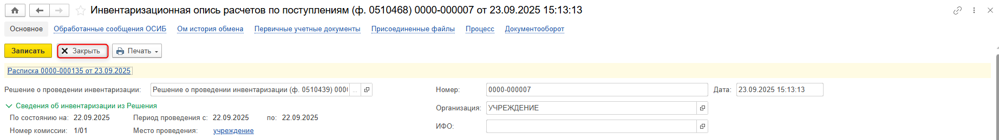 Инвентаризационная опись расчетов по поступлениям (ф. 0510468) 0000-000007 от 23.09.2025 15:13:13
Основное Обработанные сообщения ОСИБ Ом история обмена Первичные учетные документы Присоединенные файлы Процесс Документооборот
Записать Закрыть Печать
Расписка 0000-000135 от 23.09.2025
Решение о проведении инвентаризации: Решение о проведении инвентаризации (ф. 0510439) 000 ... Номер: 0000-000007 Дата: 23.09.2025 15:13:13
Сведения об инвентаризации из Решения Организация: УЧРЕЖДЕНИЕ
По состоянию на: 22.09.2025 Период проведения с: 22.09.2025 по: 22.09.2025
Номер комиссии: 1/01 Место проведения: учреждение ИФО: